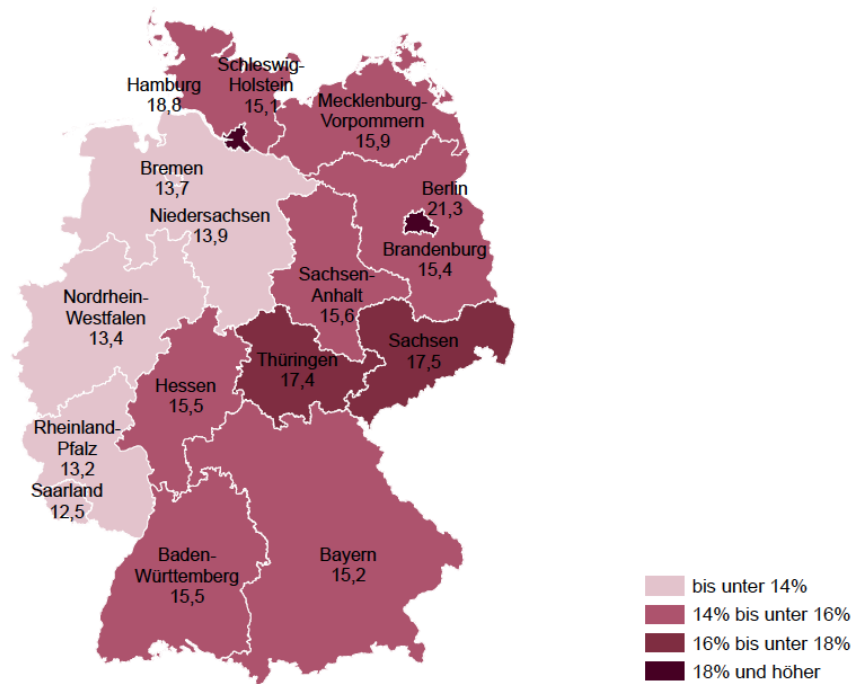 Schleswig-
Holstein
15,1
Hamburg
18,8
Mecklenburg-
Vorpommern
15,9
Bremen
13,7
Berlin
21,3
Niedersachsen
13,9
Brandenburg
15,4
Sachsen-
Anhalt
15,6
Nordrhein-
Westfalen
13,4
Sachsen
17,5
Thüringen
17,4
Hessen
15,5
Rheinland-
Pfalz
13,2
Saarland
12,5
Baden-
Württemberg
15,5
Bayern
15,2
bis unter 14%
14% bis unter 16%
16% bis unter 18%
18% und höher